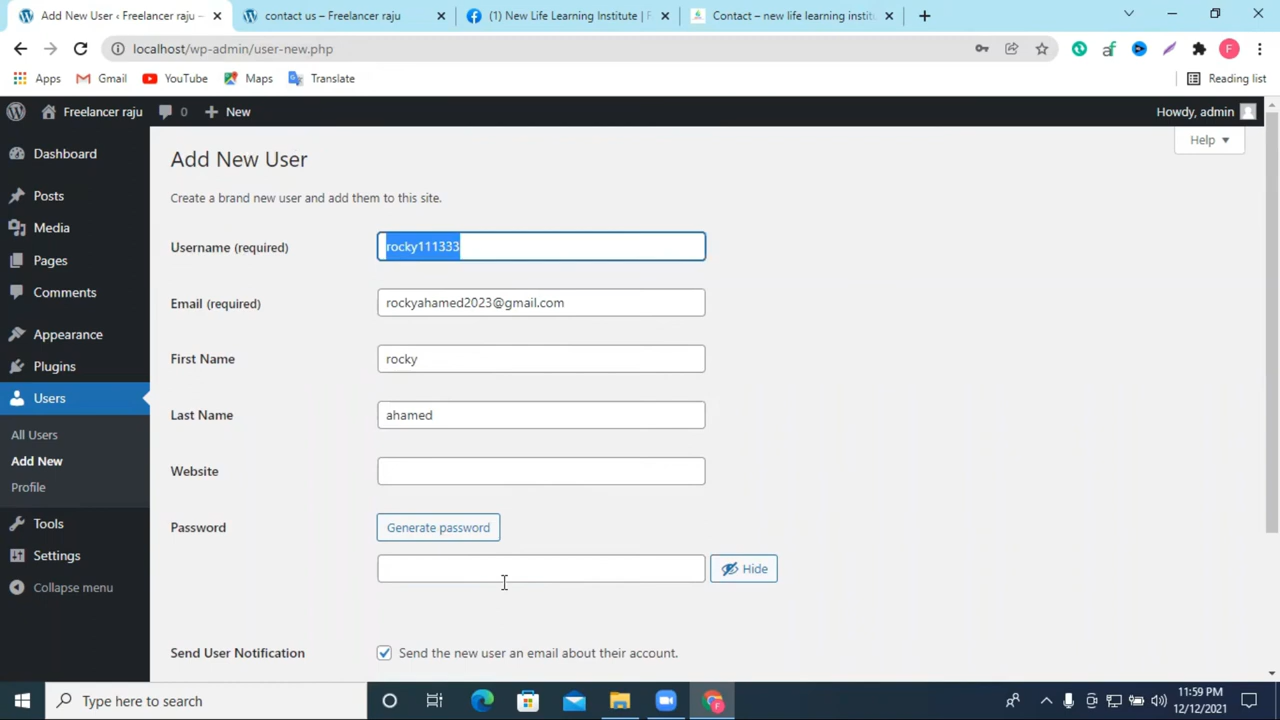 Add New User ‹ Freelancer raju –
contact us – Freelancer raju
(1) New Life Learning Institute |
Contact – new life learning instit
localhost/wp-admin/user-new.php
F
Apps
Gmail
YouTube
Maps
Translate
Reading list
Freelancer raju
0
New
Howdy, admin
Dashboard
Posts
Media
Pages
Comments
Appearance
Plugins
Users
All Users
Add New
Profile
Tools
Settings
Collapse menu
Help
Add New User
Create a brand new user and add them to this site.
Username (required)
rocky111333
Email (required)
rockyahamed2023@gmail.com
First Name
rocky
Last Name
ahamed
Website
Password
Generate password
Hide
Send User Notification
Send the new user an email about their account.
Type here to search
11:59 PM
12/12/2021